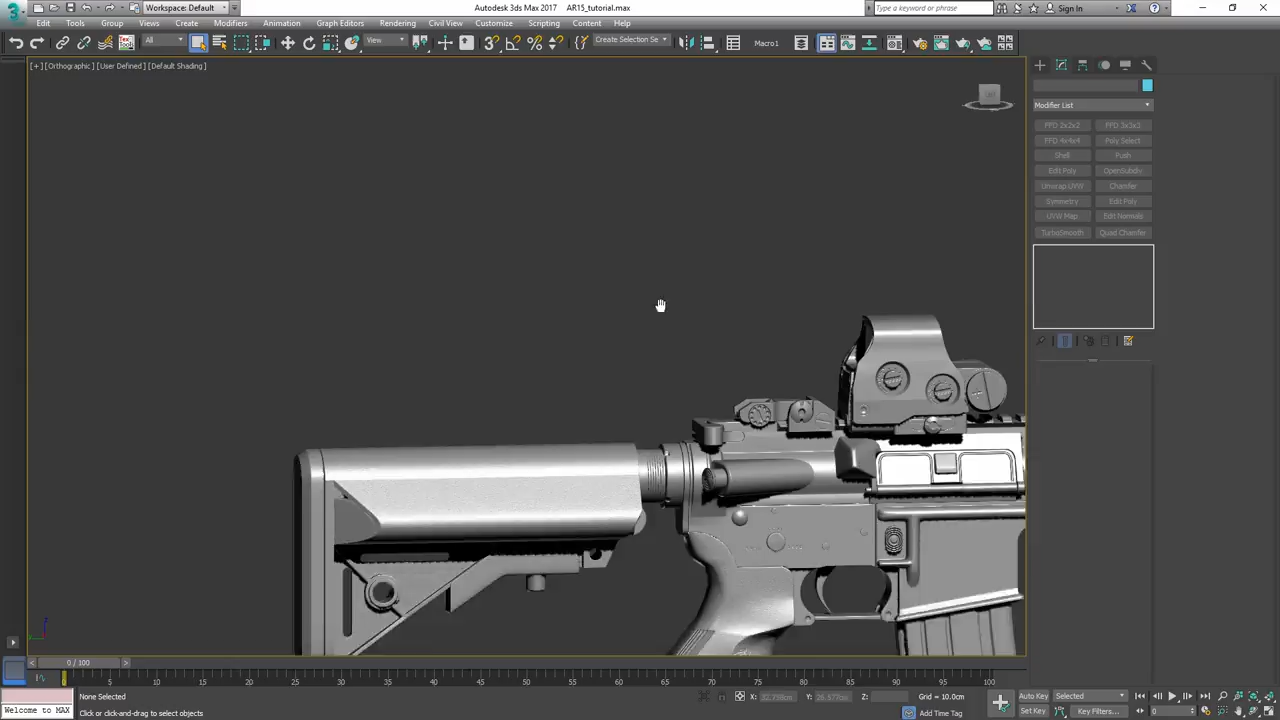 Workspace: Default
Autodesk 3ds Max 2017
AR15_tutorial.max
Type a keyword or phrase
Sign In
Edit
Tools
Group
Views
Create
Modifiers
Animation
Graph Editors
Rendering
Civil View
Customize
Scripting
Content
Help
All
View
Create Selection Se
Macro1
[+] [Orthographic] [User Defined] [Default Shading]
Modifier List
FFD 2x2x2
FFD 3x3x3
FFD 4x4x4
Poly Select
Shell
Push
Edit Poly
OpenSubdiv
Unwrap UVW
Chamfer
Symmetry
Edit Poly
UVW Map
Edit Normals
TurboSmooth
Quad Chamfer
0 / 100
5 10 15 20 25 30 35 40 45 50 55 60 65 70 75 80 85 90 95 100
None Selected
X: 32.758cm
Y: 26.577cm
Z:
Grid = 10.0cm
Auto Key
Selected
Welcome to MAX
Click or click-and-drag to select objects
Add Time Tag
Set Key
Key Filters...
0